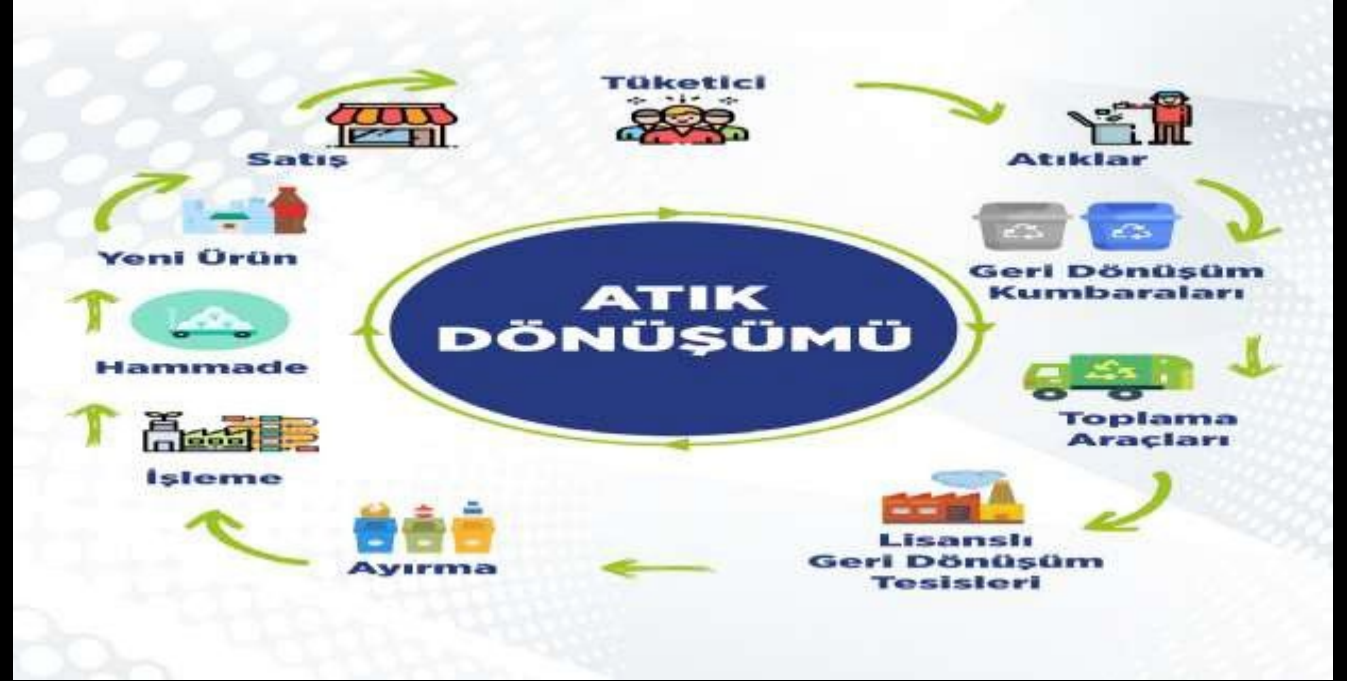 Tüketici
Satış
Atıklar
Yeni Ürün
Geri Dönüşüm
Kumbaraları
ATIK
DÖNÜŞÜMÜ
Hammade
Toplama
Araçları
İşleme
Lisanslı
Geri Dönüşüm
Tesisleri
Ayırma